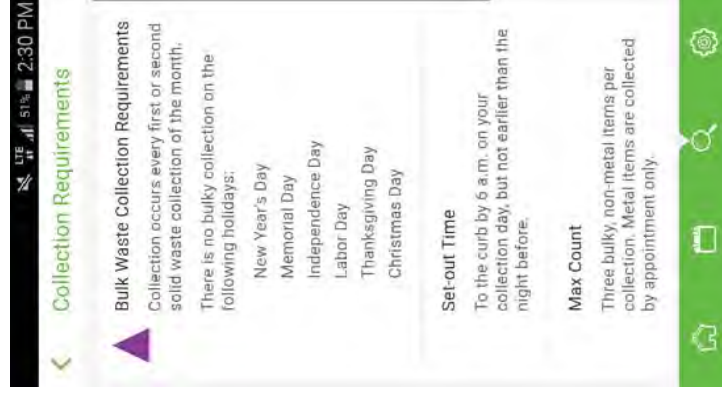 LTE 51% 2:30 PM
Collection Requirements
Bulk Waste Collection Requirements
Collection occurs every first or second
solid waste collection of the month.
There is no bulky collection on the
following holidays:
New Year's Day
Memorial Day
Independence Day
Labor Day
Thanksgiving Day
Christmas Day
Set-out Time
To the curb by 6 a.m. on your
collection day, but not earlier than the
night before.
Max Count
Three bulky, non-metal items per
collection. Metal items are collected
by appointment only.